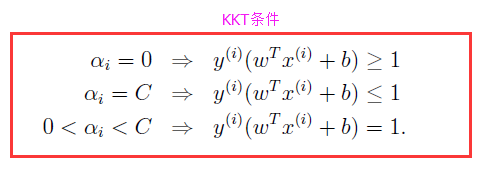 KKT条件
αᵢ = 0 ⇒ y⁽ⁱ⁾(wᵀx⁽ⁱ⁾ + b) ≥ 1
αᵢ = C ⇒ y⁽ⁱ⁾(wᵀx⁽ⁱ⁾ + b) ≤ 1
0 < αᵢ < C ⇒ y⁽ⁱ⁾(wᵀx⁽ⁱ⁾ + b) = 1.